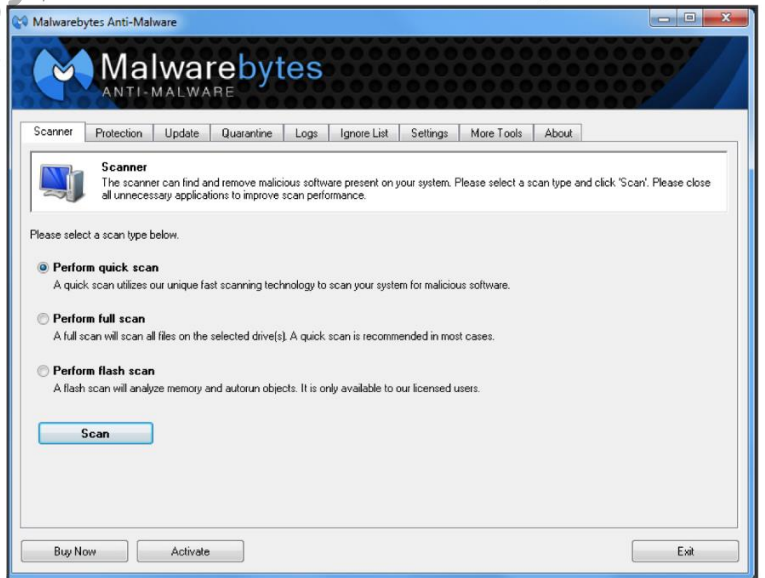 Malwarebytes Anti-Malware
Malwarebytes
ANTI-MALWARE
Scanner Protection Update Quarantine Logs Ignore List Settings More Tools About
Scanner
The scanner can find and remove malicious software present on your system. Please select a scan type and click 'Scan'. Please close
all unnecessary applications to improve scan performance.
Please select a scan type below.
Perform quick scan
A quick scan utilizes our unique fast scanning technology to scan your system for malicious software.
Perform full scan
A full scan will scan all files on the selected drive(s). A quick scan is recommended in most cases.
Perform flash scan
A flash scan will analyze memory and autorun objects. It is only available to our licensed users.
Scan
Buy Now Activate Exit